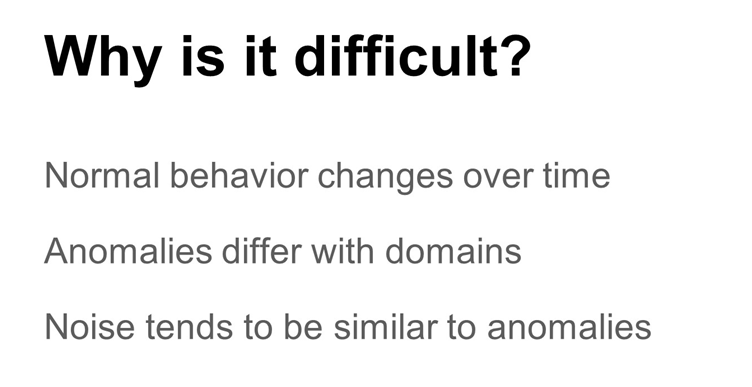 Why is it difficult?
Normal behavior changes over time
Anomalies differ with domains
Noise tends to be similar to anomalies